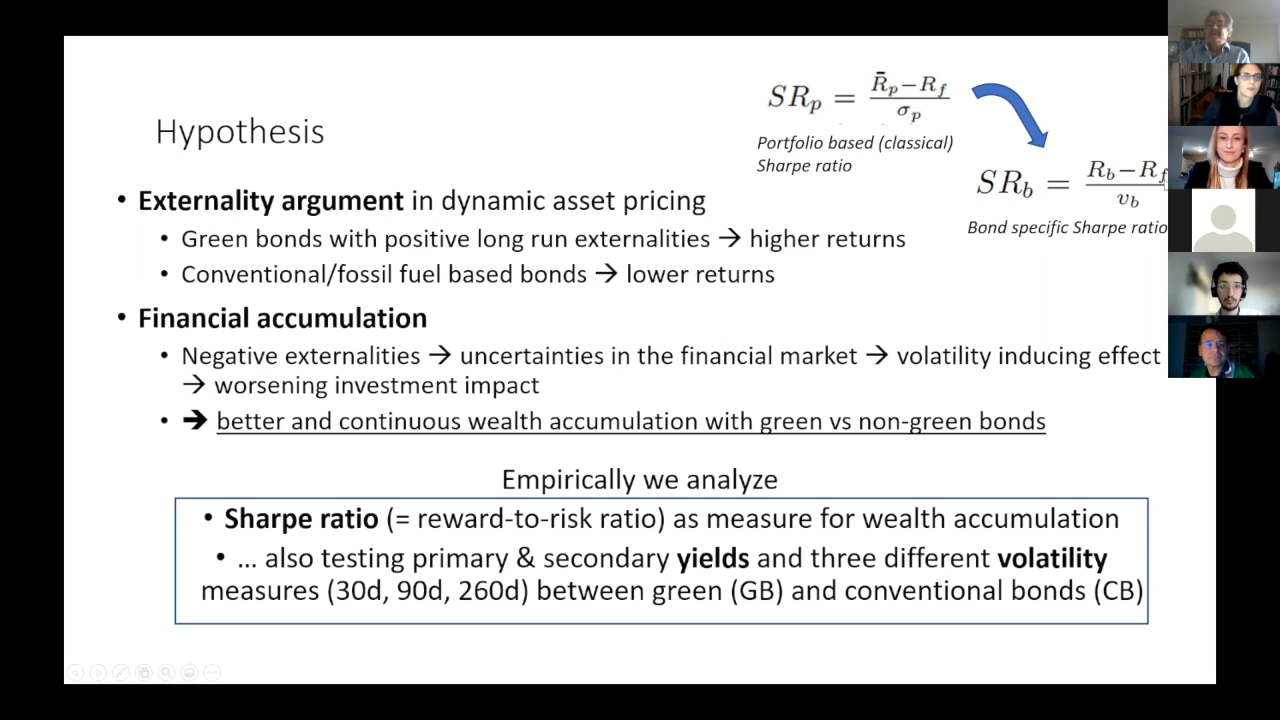 Hypothesis
SR_p = (R̄_p − R_f) / σ_p
Portfolio based (classical)
Sharpe ratio
SR_b = (R_b − R_f) / v_b
Bond specific Sharpe ratio
• Externality argument in dynamic asset pricing
• Green bonds with positive long run externalities → higher returns
• Conventional/fossil fuel based bonds → lower returns
• Financial accumulation
• Negative externalities → uncertainties in the financial market → volatility inducing effect
→ worsening investment impact
• ➔ better and continuous wealth accumulation with green vs non-green bonds
Empirically we analyze
• Sharpe ratio (= reward-to-risk ratio) as measure for wealth accumulation
• ... also testing primary & secondary yields and three different volatility
measures (30d, 90d, 260d) between green (GB) and conventional bonds (CB)